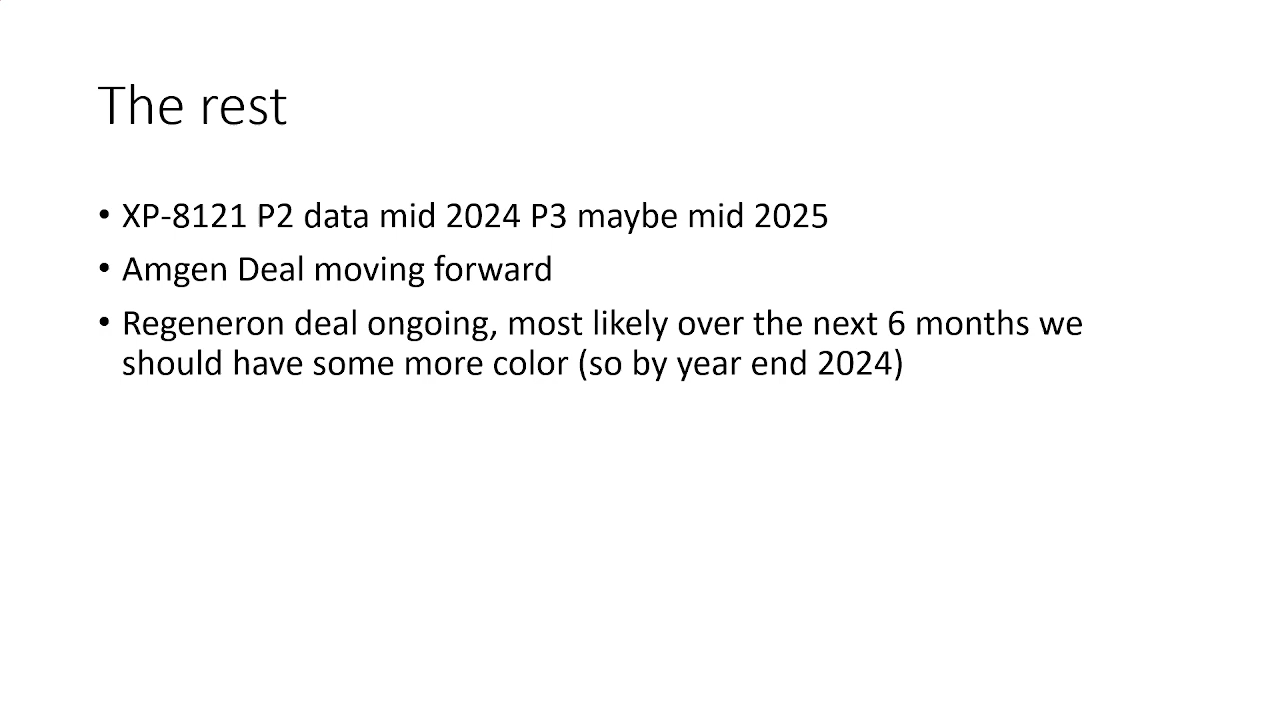 The rest
• XP-8121 P2 data mid 2024 P3 maybe mid 2025
• Amgen Deal moving forward
• Regeneron deal ongoing, most likely over the next 6 months we
should have some more color (so by year end 2024)